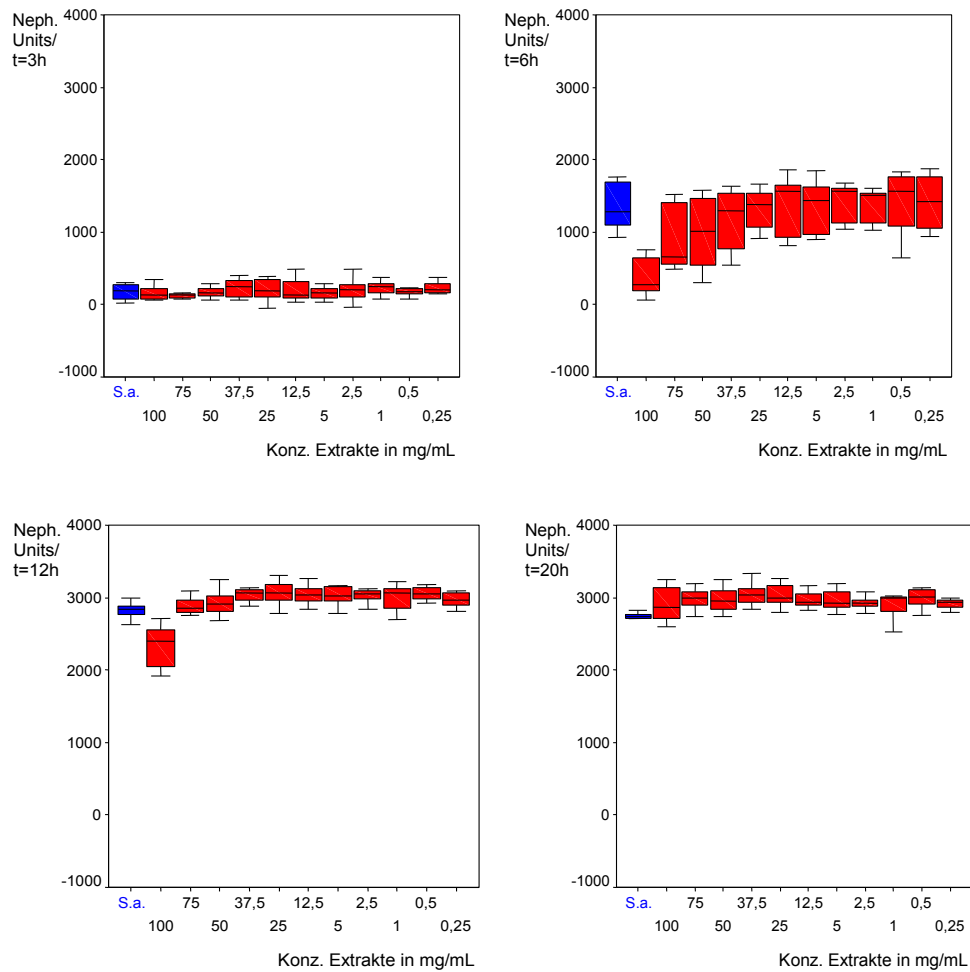 Neph.
Units/
t=3h
4000
3000
2000
1000
0
-1000
S.a. 75 37,5 12,5 2,5 0,5
100 50 25 5 1 0,25
Konz. Extrakte in mg/mL
Neph.
Units/
t=6h
4000
3000
2000
1000
0
-1000
S.a. 75 37,5 12,5 2,5 0,5
100 50 25 5 1 0,25
Konz. Extrakte in mg/mL
Neph.
Units/
t=12h
4000
3000
2000
1000
0
-1000
S.a. 75 37,5 12,5 2,5 0,5
100 50 25 5 1 0,25
Konz. Extrakte in mg/mL
Neph.
Units/
t=20h
4000
3000
2000
1000
0
-1000
S.a. 75 37,5 12,5 2,5 0,5
100 50 25 5 1 0,25
Konz. Extrakte in mg/mL